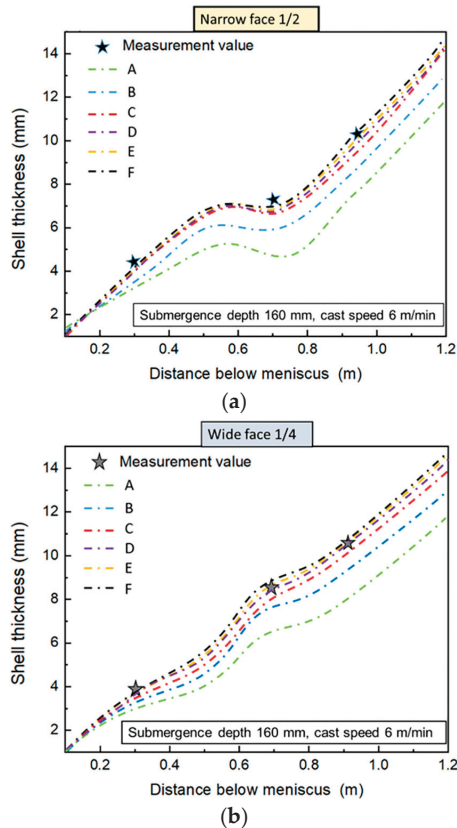 Narrow face 1/2
Measurement value
A
B
C
D
E
F
Shell thickness (mm)
14
12
10
8
6
4
2
Submergence depth 160 mm, cast speed 6 m/min
0.2 0.4 0.6 0.8 1.0 1.2
Distance below meniscus (m)
(a)
Wide face 1/4
Measurement value
A
B
C
D
E
F
Shell thickness (mm)
14
12
10
8
6
4
2
Submergence depth 160 mm, cast speed 6 m/min
0.2 0.4 0.6 0.8 1.0 1.2
Distance below meniscus (m)
(b)